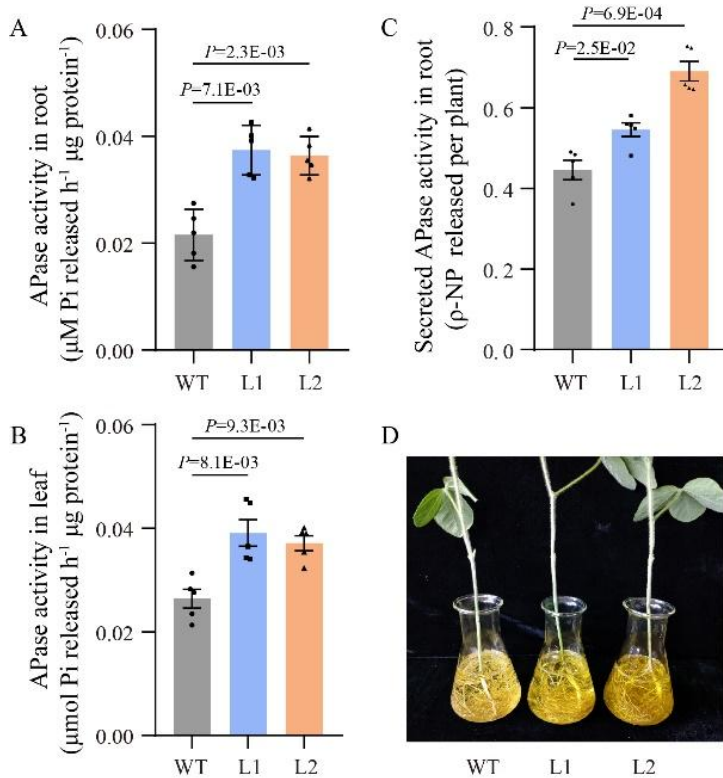 A
APase activity in root
(μM Pi released h⁻¹ μg protein⁻¹)
0.06
0.04
0.02
0.00
P=2.3E-03
P=7.1E-03
WT L1 L2
C
Secreted APase activity in root
(ρ-NP released per plant)
0.8
0.6
0.4
0.2
0.0
P=6.9E-04
P=2.5E-02
WT L1 L2
B
APase activity in leaf
(μmol Pi released h⁻¹ μg protein⁻¹)
0.06
0.04
0.02
0.00
P=9.3E-03
P=8.1E-03
WT L1 L2
D
WT L1 L2